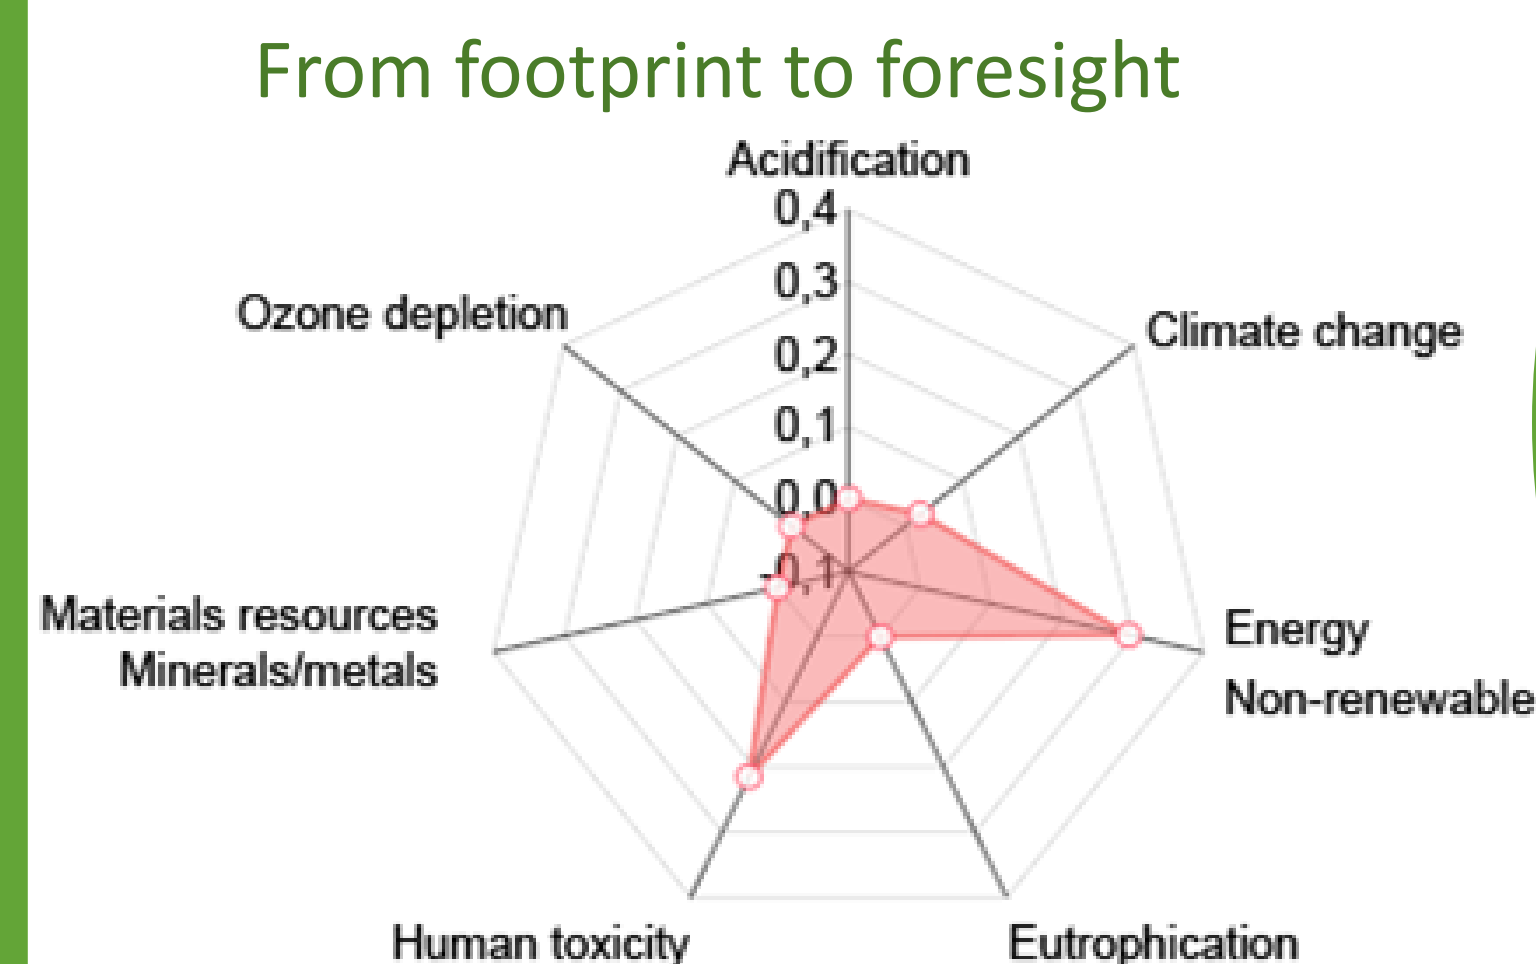 From footprint to foresight
Acidification
0,4
0,3
0,2
0,1
0,0
-0,1
Ozone depletion
Climate change
Materials resources
Minerals/metals
Energy
Non-renewable
Human toxicity
Eutrophication